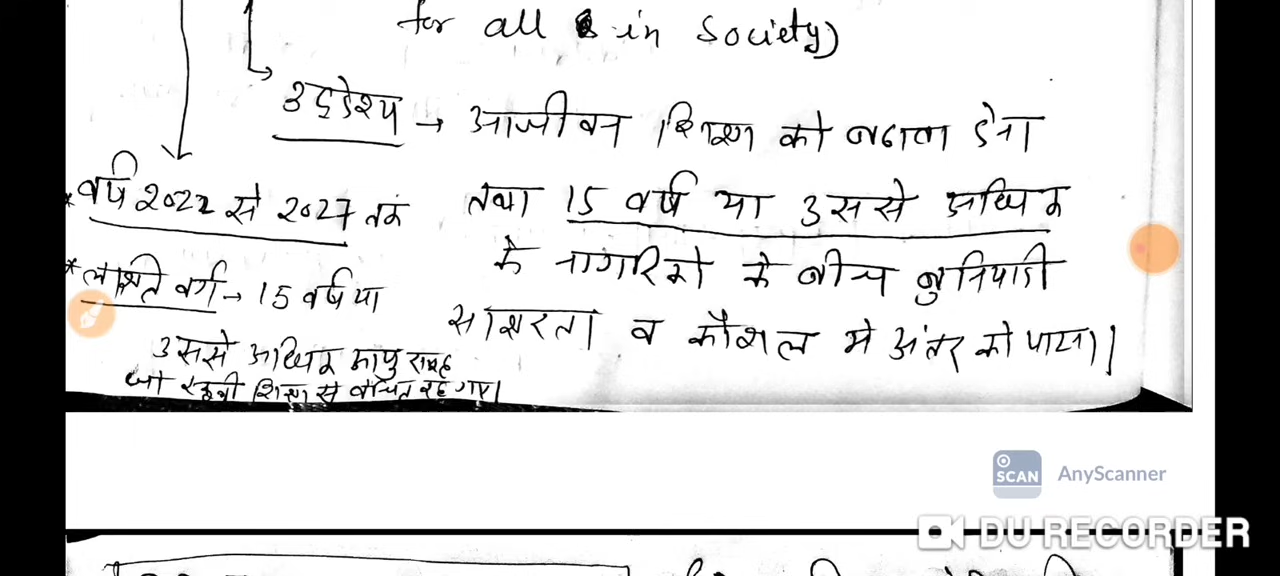 for all in Society)
उद्देश्य → आजीवन शिक्षा को बढावा देना
तथा 15 वर्ष या उससे अधिक
के नागरिको के बीच बुनियादी
साक्षरता व कौशल मे अंतर को पाटना।
* वर्ष 2022 से 2027 तक
* लक्षित वर्ग → 15 वर्ष या
उससे अधिक आयु समूह
जो स्कूली शिक्षा से वंचित रह गए।
SCAN AnyScanner
DU RECORDER